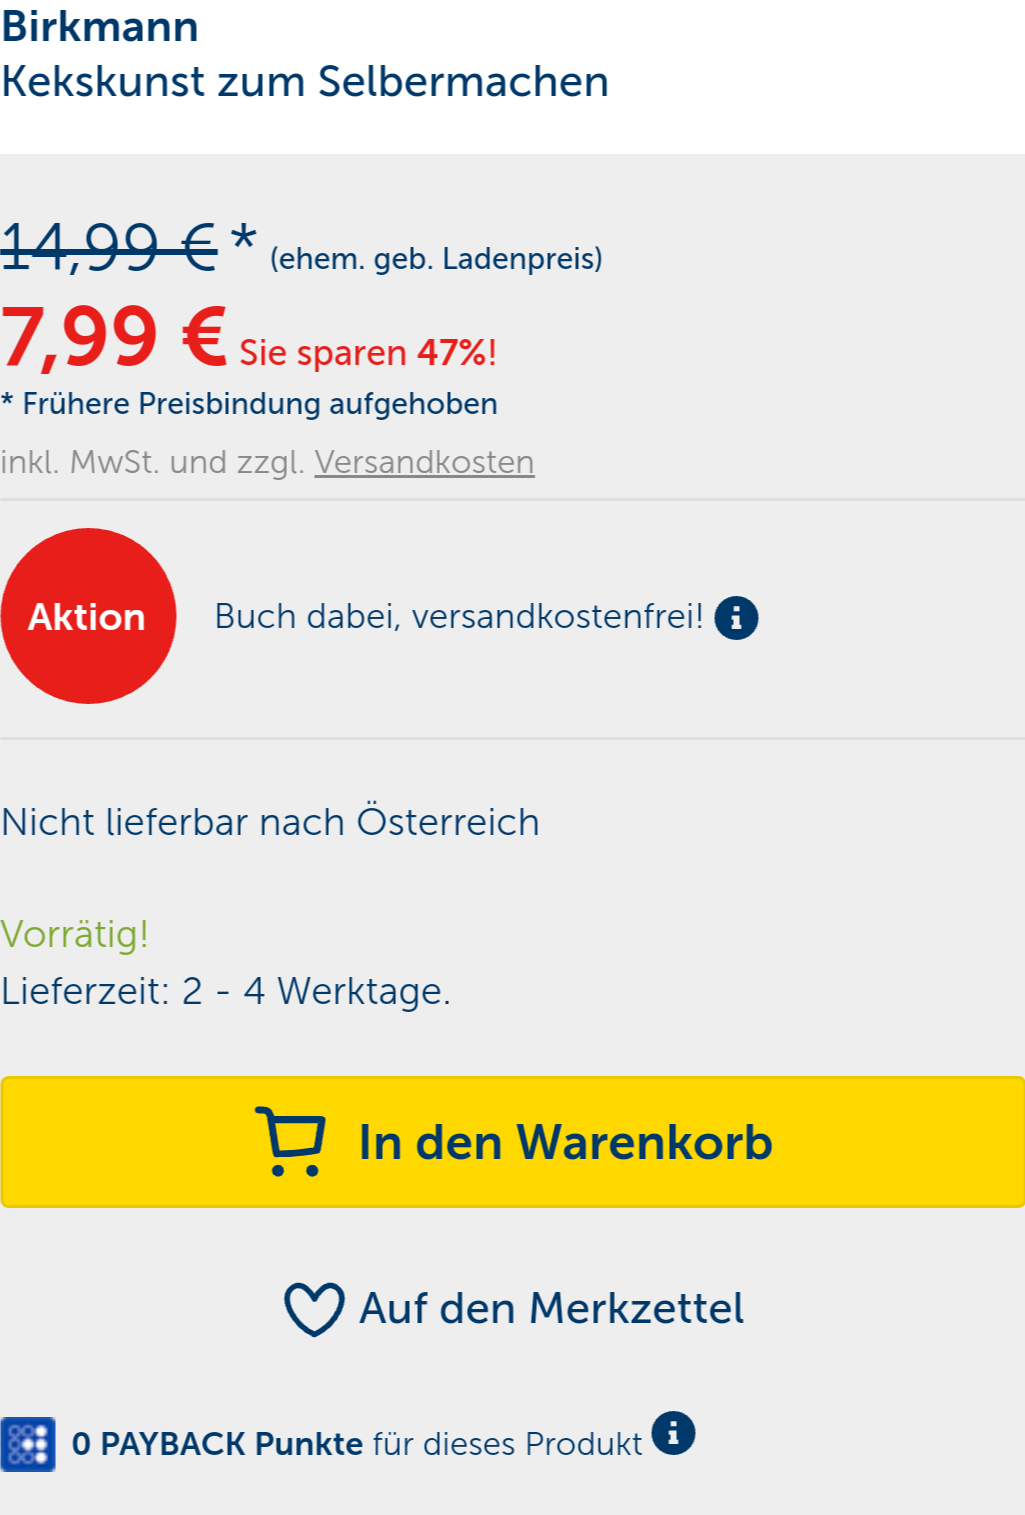 Birkmann
Kekskunst zum Selbermachen
14,99 € * (ehem. geb. Ladenpreis)
7,99 € Sie sparen 47%!
* Frühere Preisbindung aufgehoben
inkl. MwSt. und zzgl. Versandkosten
Aktion Buch dabei, versandkostenfrei!
Nicht lieferbar nach Österreich
Vorrätig!
Lieferzeit: 2 - 4 Werktage.
In den Warenkorb
Auf den Merkzettel
0 PAYBACK Punkte für dieses Produkt